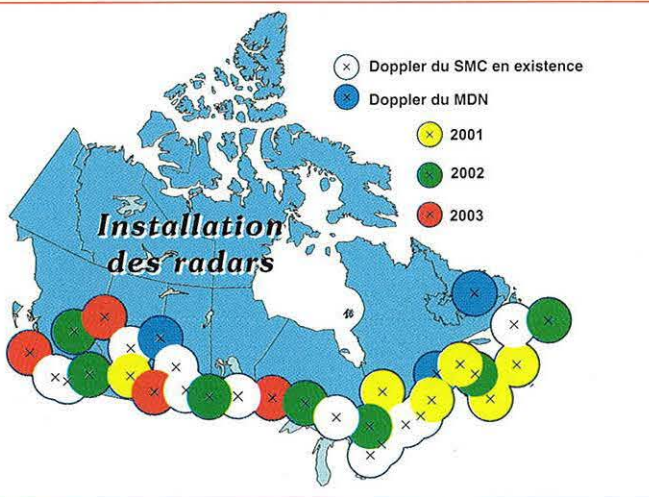 Doppler du SMC en existence
Doppler du MDN
2001
2002
2003
Installation
des radars